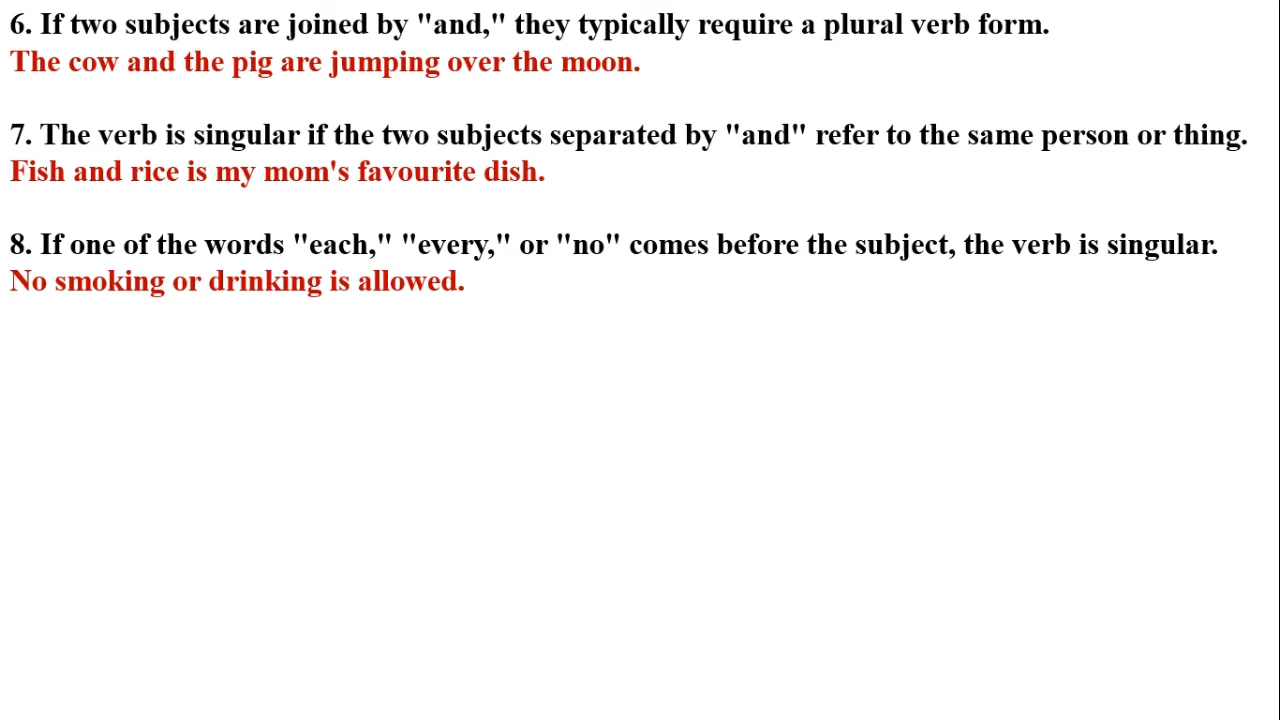 6. If two subjects are joined by "and," they typically require a plural verb form.
The cow and the pig are jumping over the moon.
7. The verb is singular if the two subjects separated by "and" refer to the same person or thing.
Fish and rice is my mom's favourite dish.
8. If one of the words "each," "every," or "no" comes before the subject, the verb is singular.
No smoking or drinking is allowed.